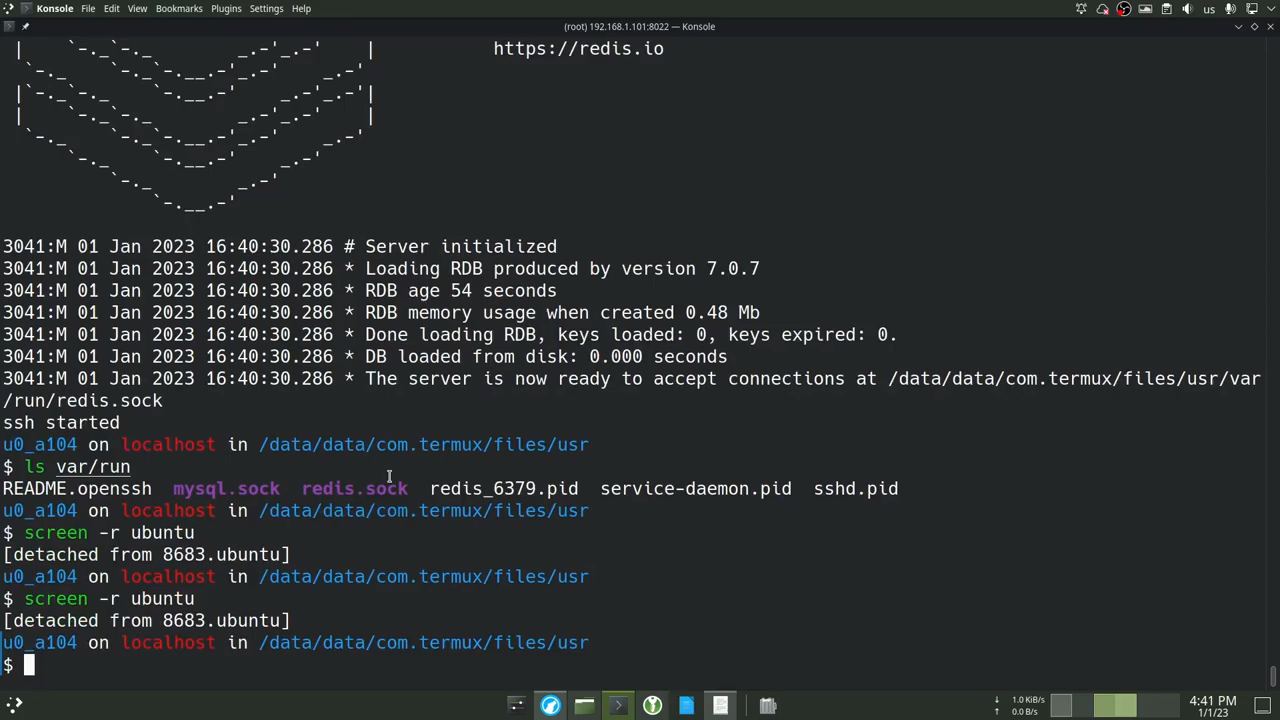 Konsole File Edit View Bookmarks Plugins Settings Help us
(root) 192.168.1.101:8022 — Konsole
|    `-._`-._        _.-'_.-'    |           https://redis.io
 `-._    `-._`-.__.-'_.-'    _.-'
|`-._`-._    `-.__.-'    _.-'_.-'|
|    `-._`-._        _.-'_.-'    |
 `-._    `-._`-.__.-'_.-'    _.-'
     `-._    `-.__.-'    _.-'
         `-._        _.-'
             `-.__.-'
3041:M 01 Jan 2023 16:40:30.286 # Server initialized
3041:M 01 Jan 2023 16:40:30.286 * Loading RDB produced by version 7.0.7
3041:M 01 Jan 2023 16:40:30.286 * RDB age 54 seconds
3041:M 01 Jan 2023 16:40:30.286 * RDB memory usage when created 0.48 Mb
3041:M 01 Jan 2023 16:40:30.286 * Done loading RDB, keys loaded: 0, keys expired: 0.
3041:M 01 Jan 2023 16:40:30.286 * DB loaded from disk: 0.000 seconds
3041:M 01 Jan 2023 16:40:30.286 * The server is now ready to accept connections at /data/data/com.termux/files/usr/var
/run/redis.sock
ssh started
u0_a104 on localhost in /data/data/com.termux/files/usr
$ ls var/run
README.openssh  mysql.sock  redis.sock  redis_6379.pid  service-daemon.pid  sshd.pid
u0_a104 on localhost in /data/data/com.termux/files/usr
$ screen -r ubuntu
[detached from 8683.ubuntu]
u0_a104 on localhost in /data/data/com.termux/files/usr
$ screen -r ubuntu
[detached from 8683.ubuntu]
u0_a104 on localhost in /data/data/com.termux/files/usr
$
↓ 1.0 KiB/s
↑ 0.0 B/s
4:41 PM
1/1/23